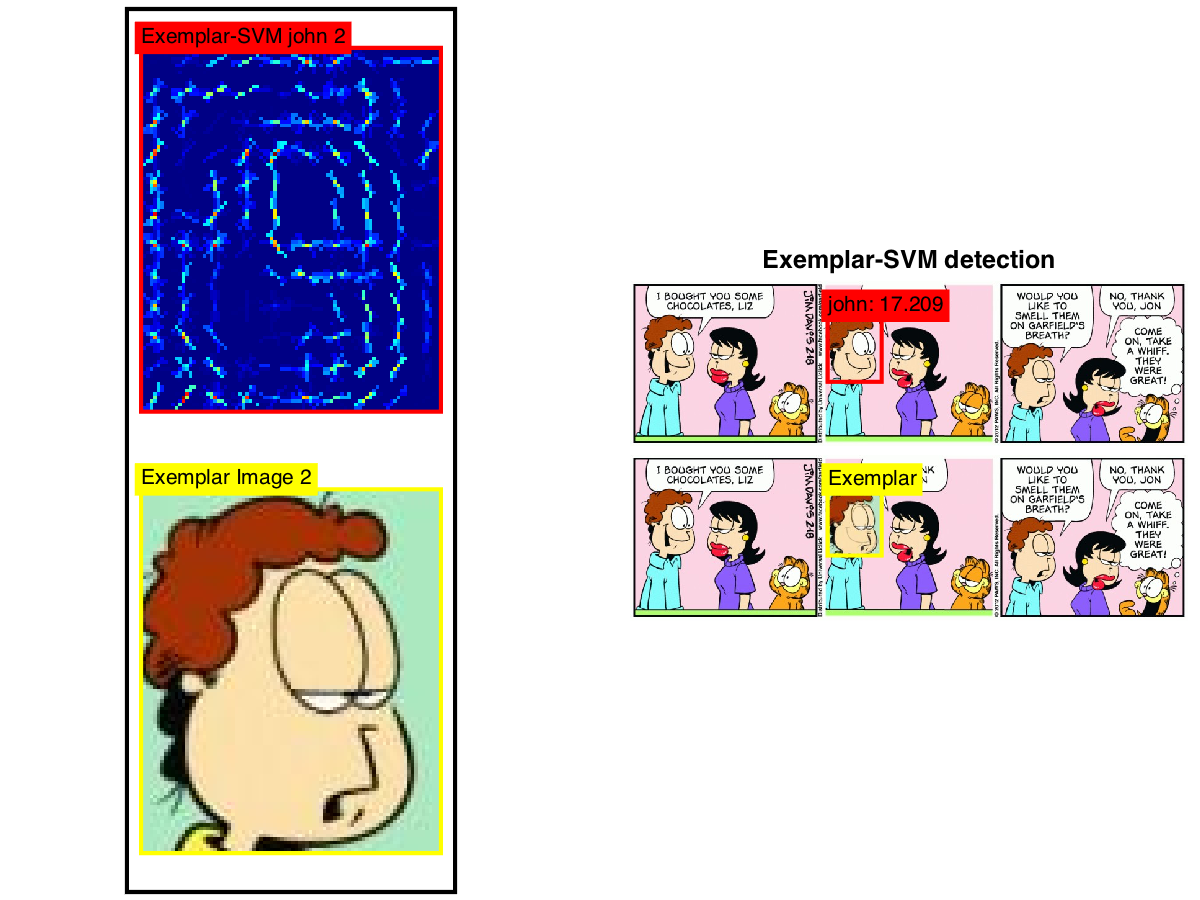 Exemplar-SVM john 2
Exemplar Image 2
Exemplar-SVM detection
I BOUGHT YOU SOME
CHOCOLATES, LIZ
JIM DAVIS 2-18
john: 17.209
WOULD YOU
LIKE TO
SMELL THEM
ON GARFIELD'S
BREATH?
NO, THANK
YOU, JON
COME
ON, TAKE
A WHIFF.
THEY
WERE
GREAT!
I BOUGHT YOU SOME
CHOCOLATES, LIZ
JIM DAVIS 2-18
Exemplar
WOULD YOU
LIKE TO
SMELL THEM
ON GARFIELD'S
BREATH?
NO, THANK
YOU, JON
COME
ON, TAKE
A WHIFF.
THEY
WERE
GREAT!